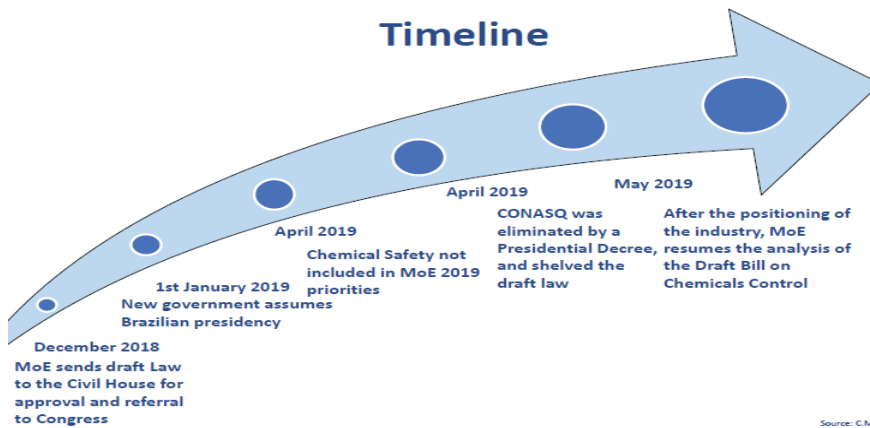 Timeline
December 2018
MoE sends draft Law
to the Civil House for
approval and referral
to Congress
1st January 2019
New government assumes
Brazilian presidency
April 2019
Chemical Safety not
included in MoE 2019
priorities
April 2019
CONASQ was
eliminated by a
Presidential Decree,
and shelved the
draft law
May 2019
After the positioning of
the industry, MoE
resumes the analysis of
the Draft Bill on
Chemicals Control
Source: C.M